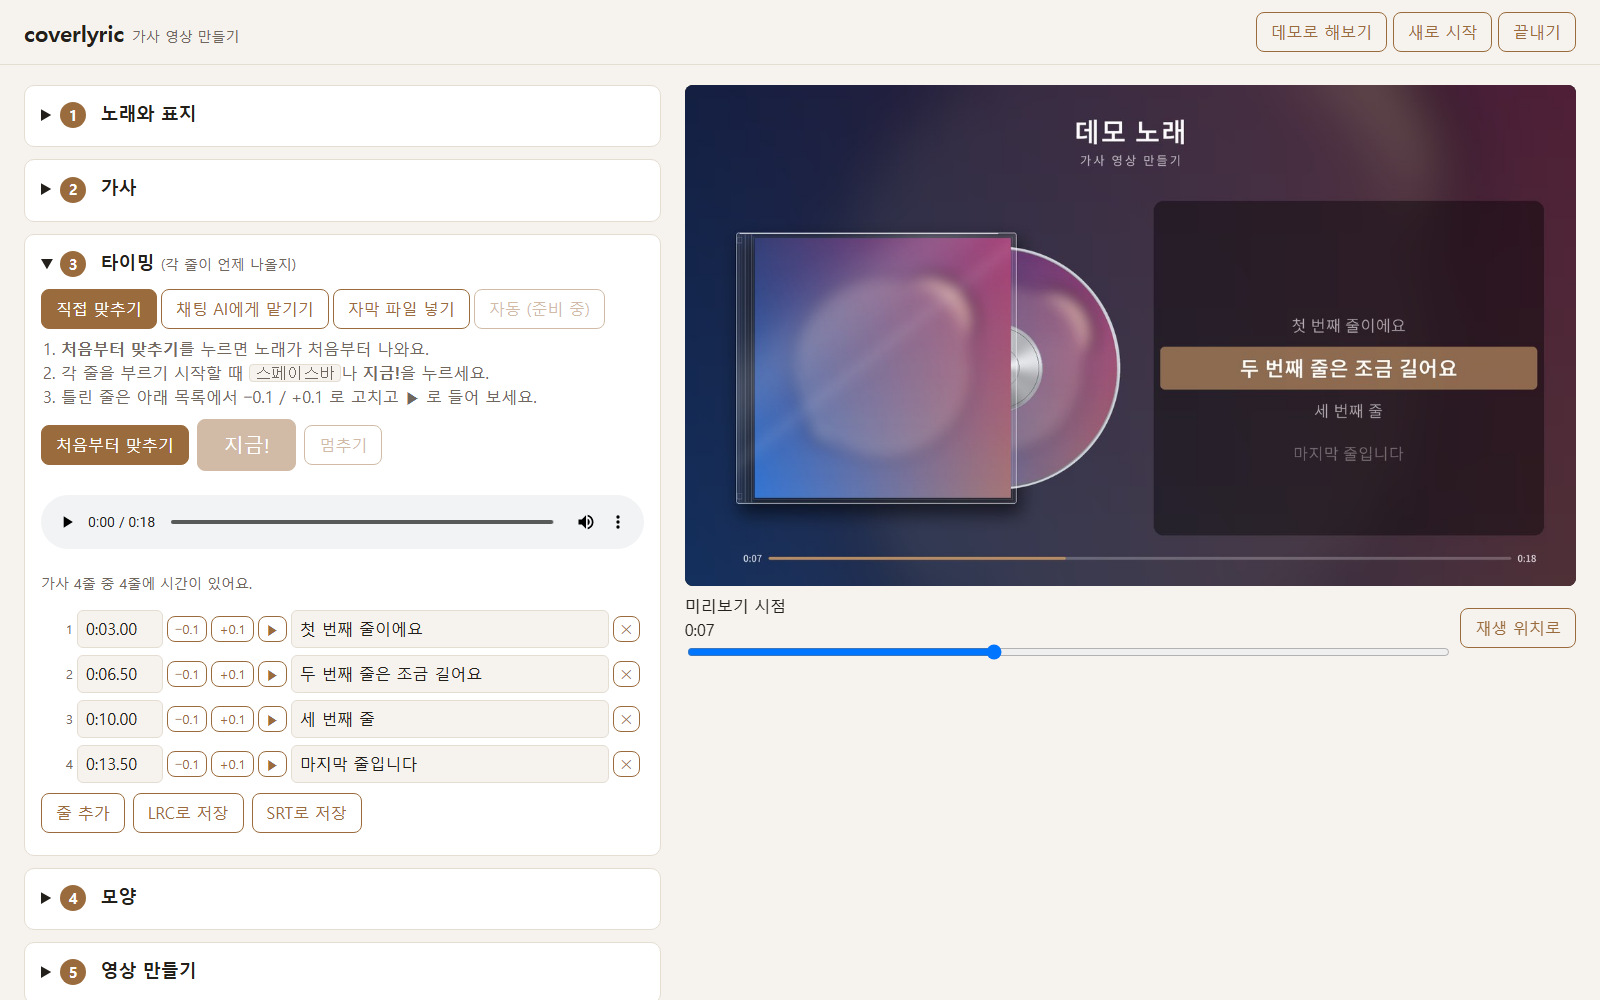 coverlyric 가사 영상 만들기
데모로 해보기 새로 시작 끝내기
1 노래와 표지
2 가사
3 타이밍 (각 줄이 언제 나올지)
직접 맞추기 채팅 AI에게 맡기기 자막 파일 넣기 자동 (준비 중)
1. 처음부터 맞추기를 누르면 노래가 처음부터 나와요.
2. 각 줄을 부르기 시작할 때 스페이스바나 지금!을 누르세요.
3. 틀린 줄은 아래 목록에서 −0.1 / +0.1 로 고치고 ▶ 로 들어 보세요.
처음부터 맞추기 지금! 멈추기
0:00 / 0:18
가사 4줄 중 4줄에 시간이 있어요.
1 0:03.00 −0.1 +0.1 ▶ 첫 번째 줄이에요 ×
2 0:06.50 −0.1 +0.1 ▶ 두 번째 줄은 조금 길어요 ×
3 0:10.00 −0.1 +0.1 ▶ 세 번째 줄 ×
4 0:13.50 −0.1 +0.1 ▶ 마지막 줄입니다 ×
줄 추가 LRC로 저장 SRT로 저장
4 모양
5 영상 만들기
데모 노래
가사 영상 만들기
첫 번째 줄이에요
두 번째 줄은 조금 길어요
세 번째 줄
마지막 줄입니다
0:07 0:18
미리보기 시점
0:07
재생 위치로